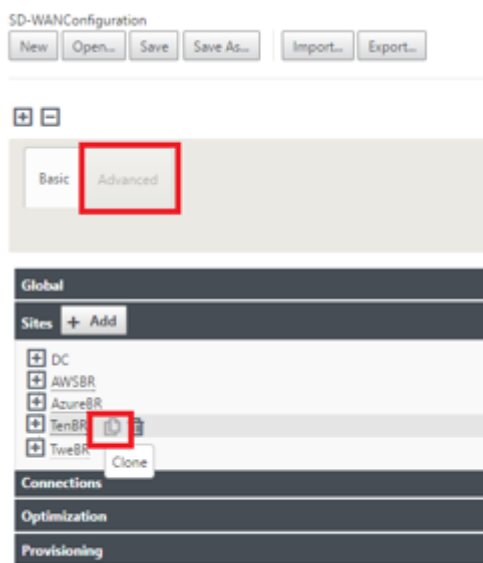 SD-WANConfiguration
New Open... Save Save As... Import... Export...
Basic Advanced
Global
Sites + Add
DC
AWSBR
AzureBR
TenBR
TweBR
Clone
Connections
Optimization
Provisioning